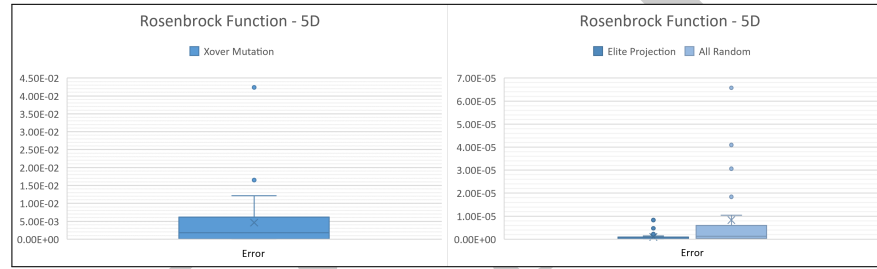 Rosenbrock Function - 5D
Xover Mutation
4.50E-02
4.00E-02
3.50E-02
3.00E-02
2.50E-02
2.00E-02
1.50E-02
1.00E-02
5.00E-03
0.00E+00
Error
Rosenbrock Function - 5D
Elite Projection All Random
7.00E-05
6.00E-05
5.00E-05
4.00E-05
3.00E-05
2.00E-05
1.00E-05
0.00E+00
Error